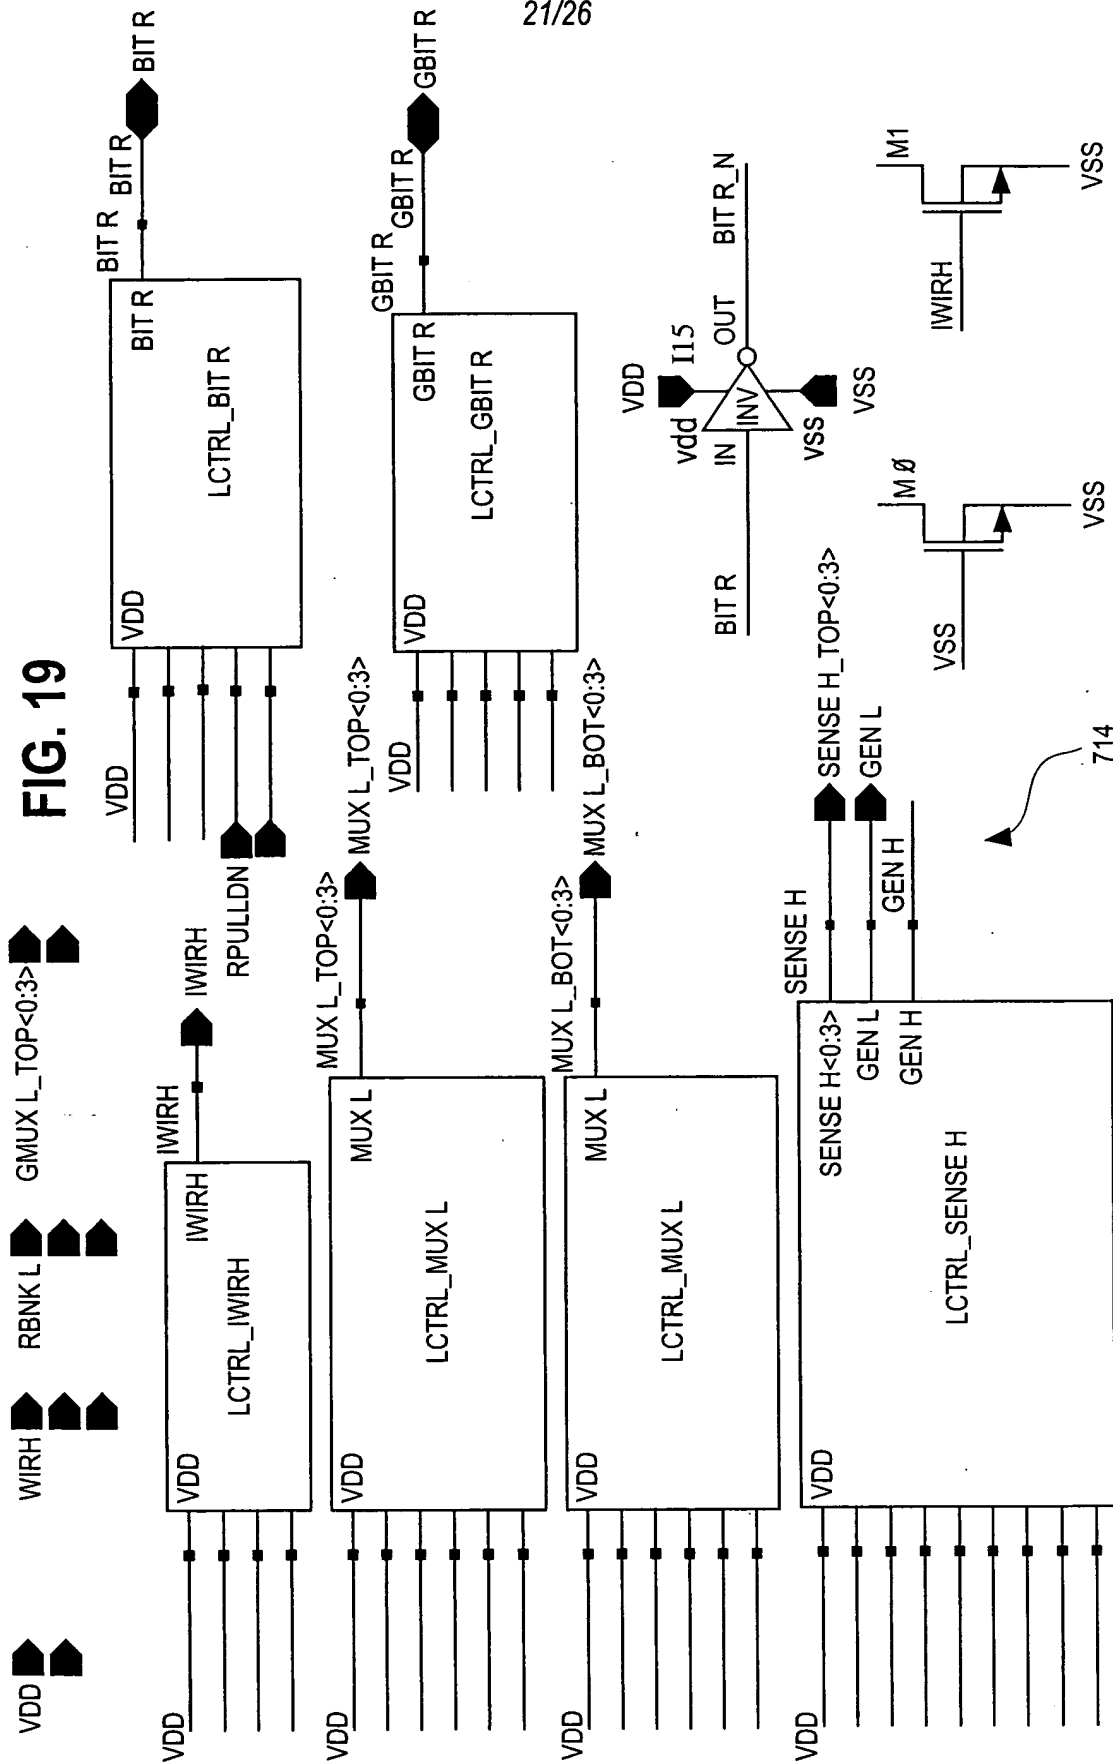 21/26
FIG. 19
VDD
WIRH
RBNK L
GMUX L_TOP<0:3>
VDD
VDD
LCTRL_IWIRH
IWIRH
IWIRH
IWIRH
VDD
RPULLDN
VDD
LCTRL_BIT R
BIT R
BIT R
BIT R
BIT R
VDD
VDD
LCTRL_MUX L
MUX L
MUX L_TOP<0:3>
MUX L_TOP<0:3>
VDD
VDD
LCTRL_GBIT R
GBIT R
GBIT R
GBIT R
GBIT R
VDD
VDD
LCTRL_MUX L
MUX L
MUX L_BOT<0:3>
MUX L_BOT<0:3>
BIT R
IN
vdd
VDD
I15
INV
OUT
BIT R_N
VSS
VSS
VDD
VDD
LCTRL_SENSE H
SENSE H<0:3>
GEN L
GEN H
SENSE H
SENSE H_TOP<0:3>
GEN L
GEN H
VSS
MØ
VSS
IWIRH
M1
VSS
714